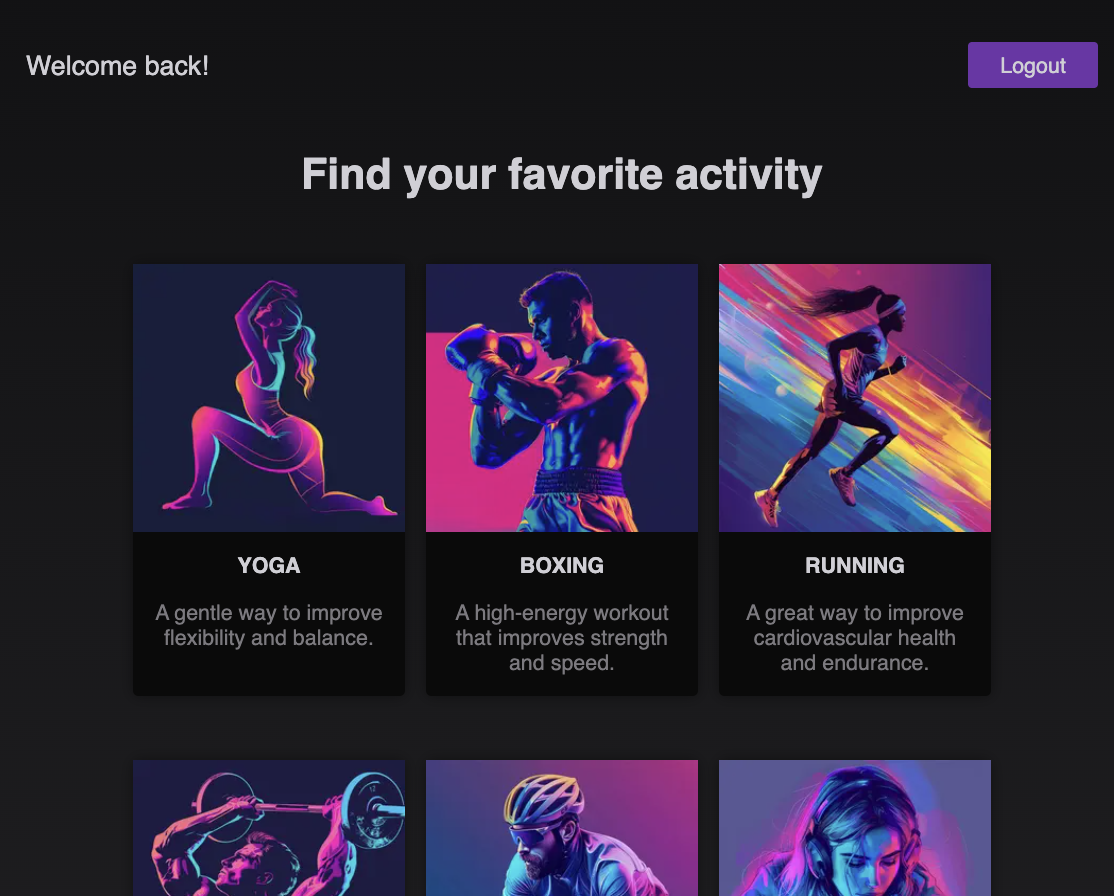 Welcome back!
Logout
Find your favorite activity
YOGA
A gentle way to improve
flexibility and balance.
BOXING
A high-energy workout
that improves strength
and speed.
RUNNING
A great way to improve
cardiovascular health
and endurance.